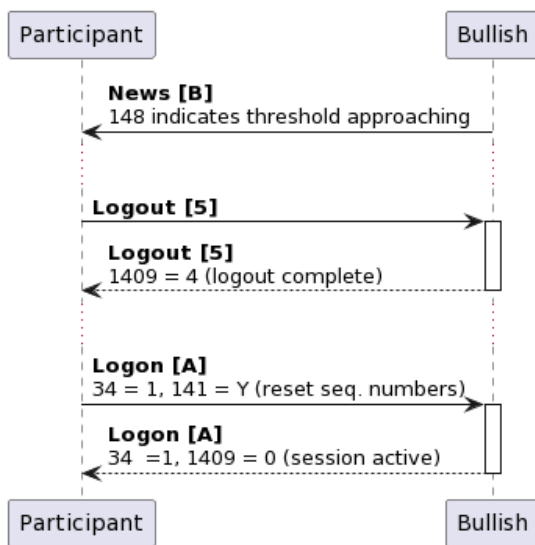 Participant
Bullish
News [B]
148 indicates threshold approaching
Logout [5]
Logout [5]
1409 = 4 (logout complete)
Logon [A]
34 = 1, 141 = Y (reset seq. numbers)
Logon [A]
34  =1, 1409 = 0 (session active)
Participant
Bullish